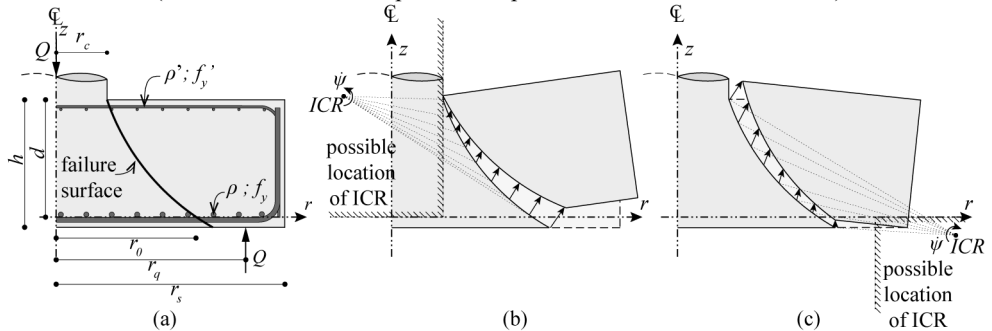 ℄
z
Q
r_c
ρ'; f_y'
h
d
failure
surface
ρ; f_y
r
r_0
r_q
Q
r_s
(a)
℄
z
ψ̇
ICR
possible
location
of ICR
r
(b)
℄
z
r
ψ̇ ICR
possible
location
of ICR
(c)